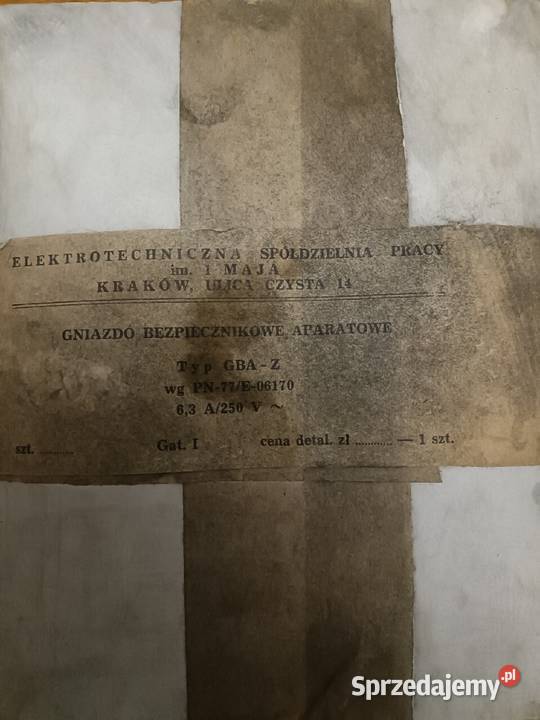 ELEKTROTECHNICZNA SPÓŁDZIELNIA PRACY
im. 1 MAJA
KRAKÓW, ULICA CZYSTA 14
GNIAZDO BEZPIECZNIKOWE APARATOWE
Typ GBA-Z
wg PN-77/E-06170
6,3 A/250 V ~
szt. .......... Gat. I cena detal. zł ........... — 1 szt.
Sprzedajemy.pl